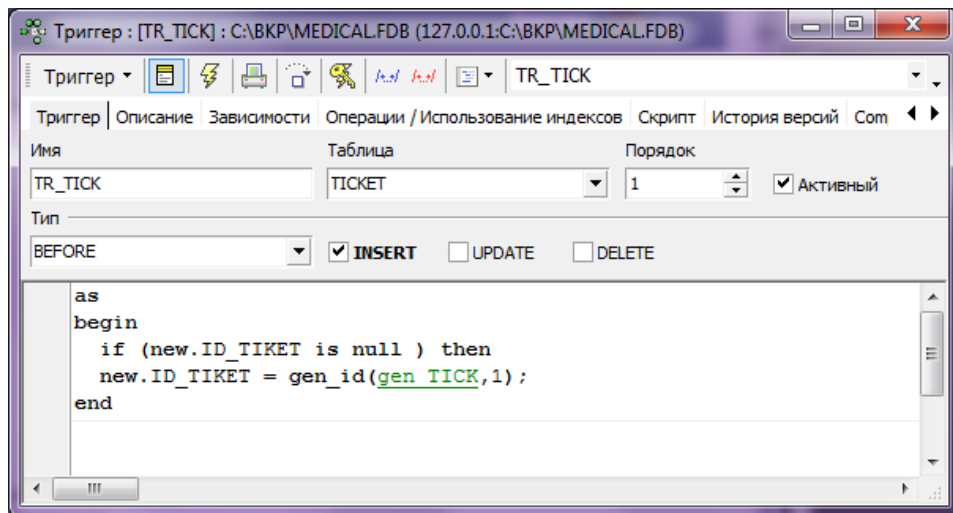 Триггер : [TR_TICK] : C:\BKP\MEDICAL.FDB (127.0.0.1:C:\BKP\MEDICAL.FDB)
Триггер TR_TICK
Триггер Описание Зависимости Операции / Использование индексов Скрипт История версий Com
Имя Таблица Порядок
TR_TICK TICKET 1 Активный
Тип
BEFORE INSERT UPDATE DELETE
as
begin
if (new.ID_TIKET is null ) then
new.ID_TIKET = gen_id(gen_TICK,1);
end